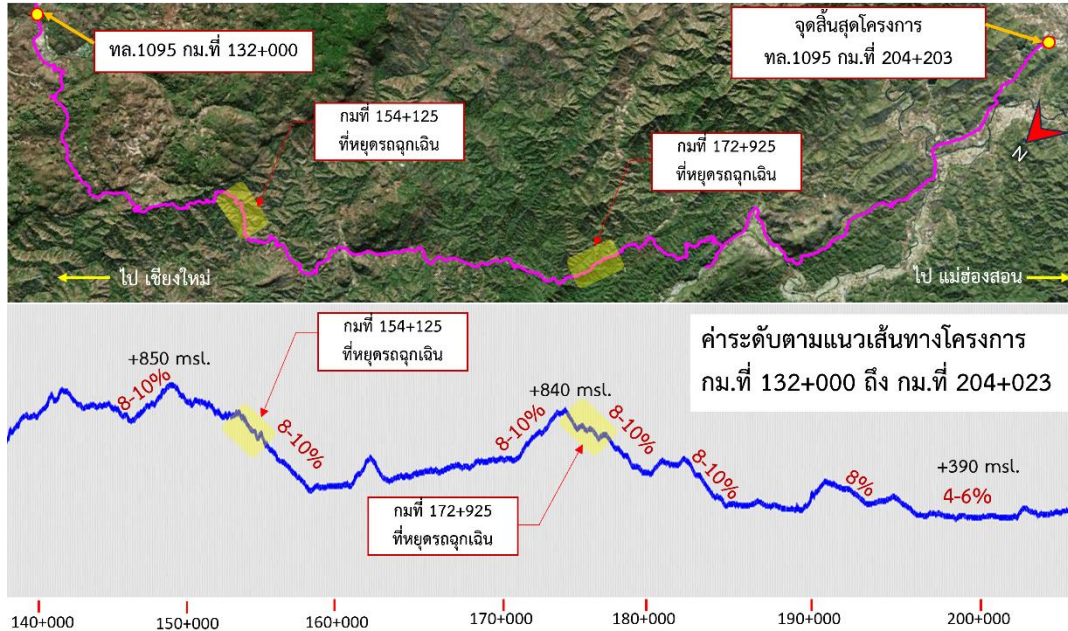 ทล.1095 กม.ที่ 132+000
จุดสิ้นสุดโครงการ
ทล.1095 กม.ที่ 204+203
กมที่ 154+125
ที่หยุดรถฉุกเฉิน
กมที่ 172+925
ที่หยุดรถฉุกเฉิน
N
ไป เชียงใหม่
ไป แม่ฮ่องสอน
กมที่ 154+125
ที่หยุดรถฉุกเฉิน
ค่าระดับตามแนวเส้นทางโครงการ
กม.ที่ 132+000 ถึง กม.ที่ 204+023
+850 msl.
8-10%
8-10%
+840 msl.
8-10%
8-10%
8-10%
8%
+390 msl.
4-6%
กมที่ 172+925
ที่หยุดรถฉุกเฉิน
140+000
150+000
160+000
170+000
180+000
190+000
200+000